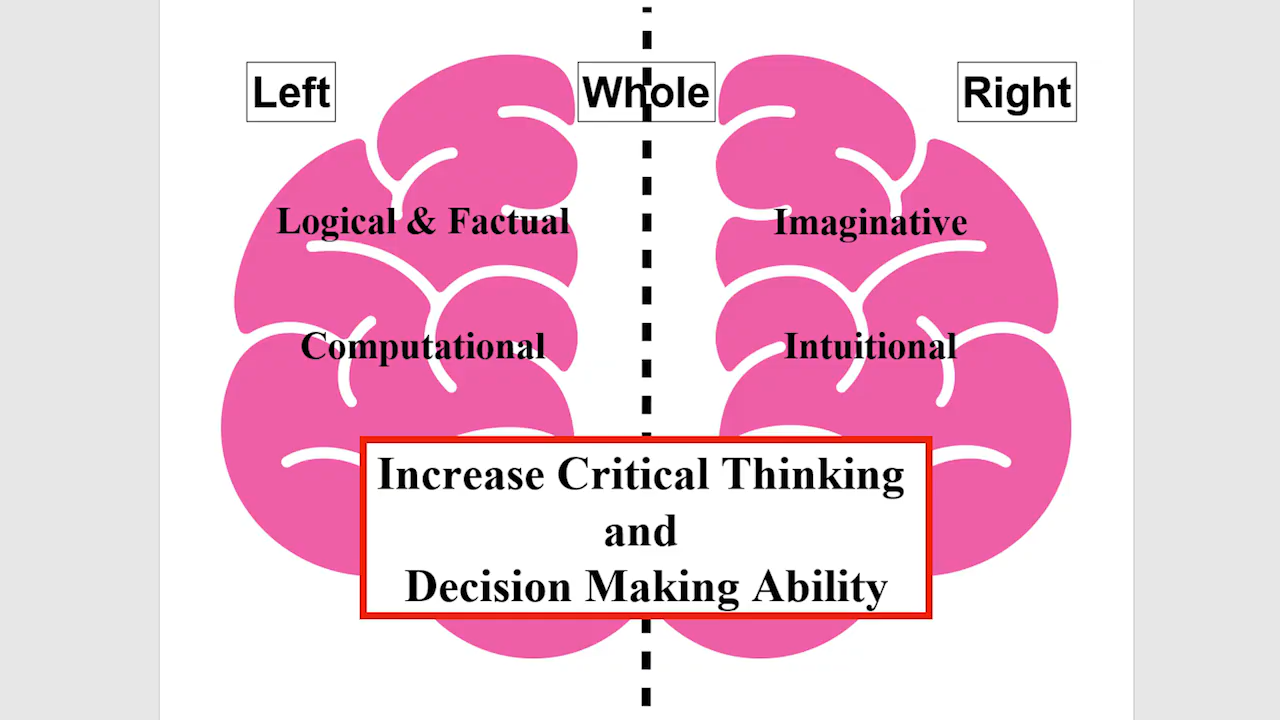 Left
Whole
Right
Logical & Factual
Imaginative
Computational
Intuitional
Increase Critical Thinking
and
Decision Making Ability